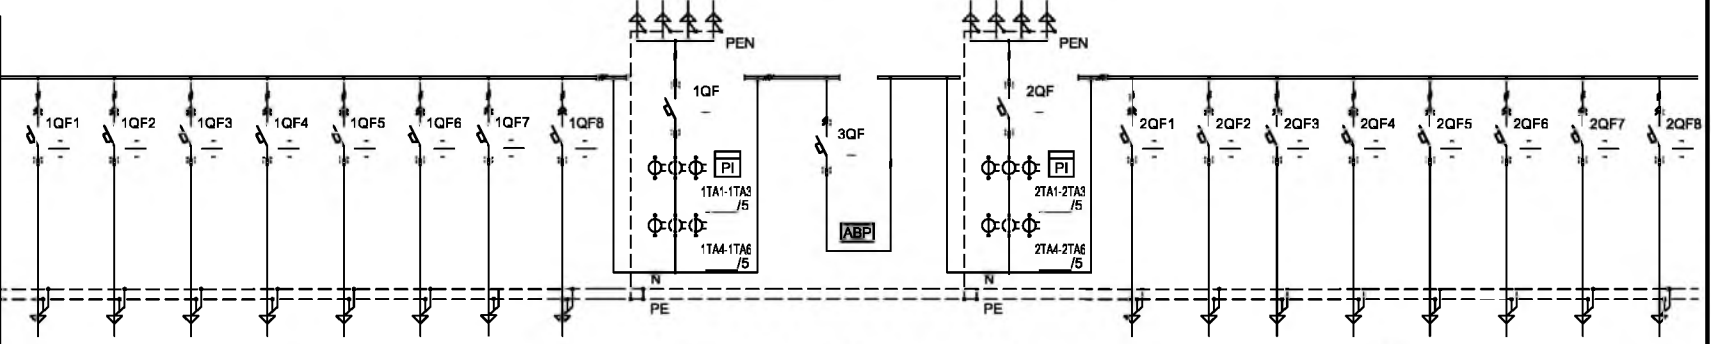 PEN
PEN
1QF
2QF
1QF1
1QF2
1QF3
1QF4
1QF5
1QF6
1QF7
1QF8
3QF
2QF1
2QF2
2QF3
2QF4
2QF5
2QF6
2QF7
2QF8
PI
PI
1TA1-1TA3
/5
2TA1-2TA3
/5
АВР
1TA4-1TA6
/5
2TA4-2TA6
/5
N
N
PE
PE